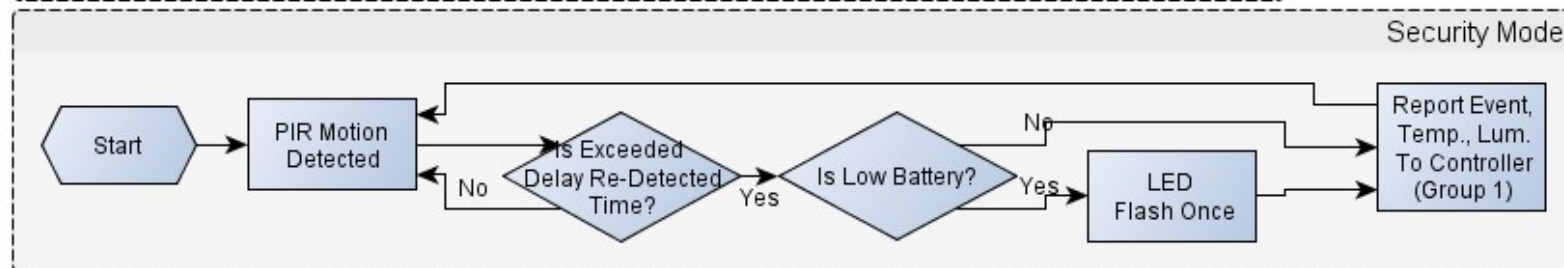 Security Mode
Start
PIR Motion
Detected
No
Is Exceeded
Delay Re-Detected
Time?
Yes
Is Low Battery?
No
Yes
LED
Flash Once
Report Event,
Temp., Lum.
To Controller
(Group 1)